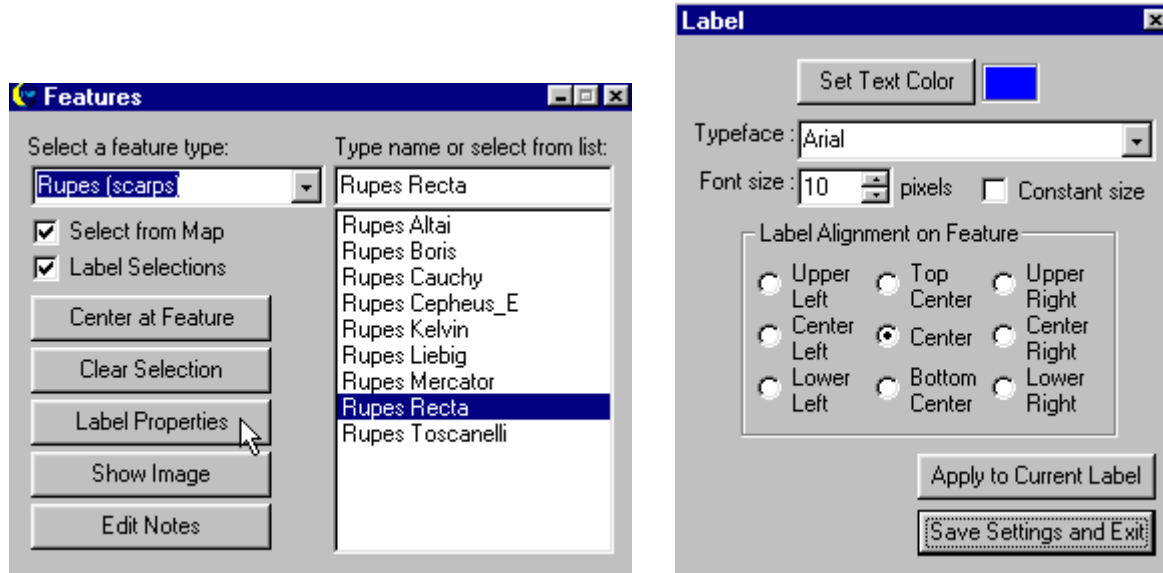 Features
Select a feature type:
Rupes (scarps)
Select from Map
Label Selections
Center at Feature
Clear Selection
Label Properties
Show Image
Edit Notes
Type name or select from list:
Rupes Recta
Rupes Altai
Rupes Boris
Rupes Cauchy
Rupes Cepheus_E
Rupes Kelvin
Rupes Liebig
Rupes Mercator
Rupes Recta
Rupes Toscanelli
Label
Set Text Color
Typeface : Arial
Font size : 10 pixels Constant size
Label Alignment on Feature
Upper Left
Top Center
Upper Right
Center Left
Center
Center Right
Lower Left
Bottom Center
Lower Right
Apply to Current Label
Save Settings and Exit